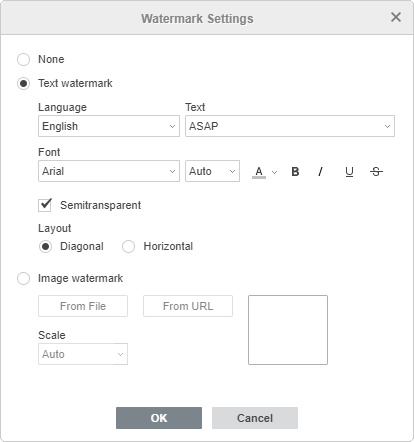 Watermark Settings
None
Text watermark
Language Text
English ASAP
Font
Arial Auto A B I U S
Semitransparent
Layout
Diagonal Horizontal
Image watermark
From File From URL
Scale
Auto
OK Cancel